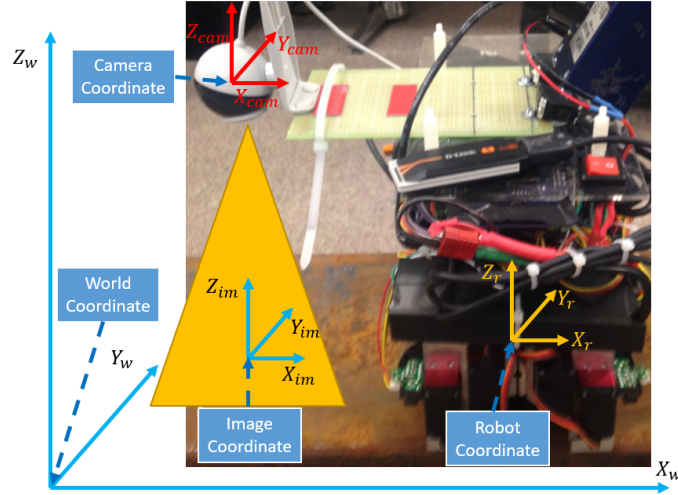 Z_w
Z_cam
Y_cam
X_cam
Camera
Coordinate
D-Link
World
Coordinate
Y_w
Z_im
Y_im
X_im
Z_r
Y_r
X_r
Image
Coordinate
Robot
Coordinate
X_w